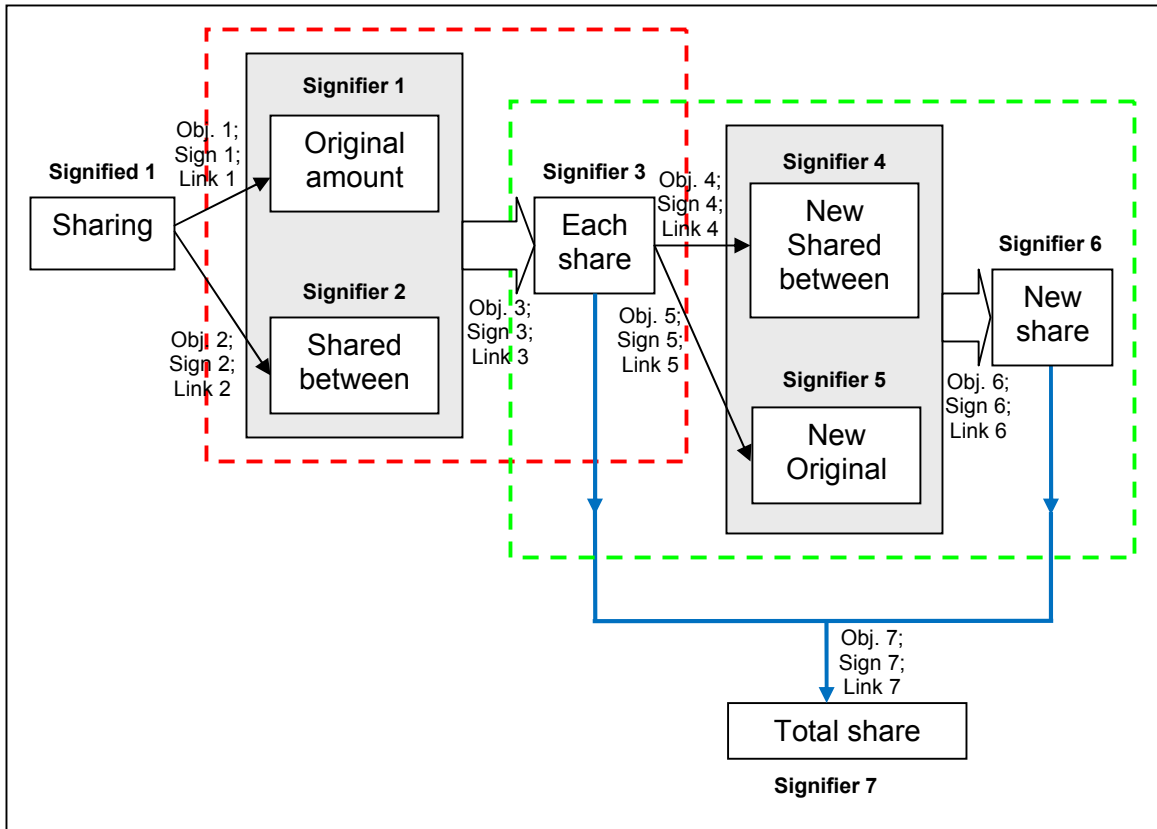 Signified 1
Sharing
Obj. 1;
Sign 1;
Link 1
Obj. 2;
Sign 2;
Link 2
Signifier 1
Original
amount
Signifier 2
Shared
between
Obj. 3;
Sign 3;
Link 3
Signifier 3
Each
share
Obj. 4;
Sign 4;
Link 4
Obj. 5;
Sign 5;
Link 5
Signifier 4
New
Shared
between
Signifier 5
New
Original
Obj. 6;
Sign 6;
Link 6
Signifier 6
New
share
Obj. 7;
Sign 7;
Link 7
Total share
Signifier 7